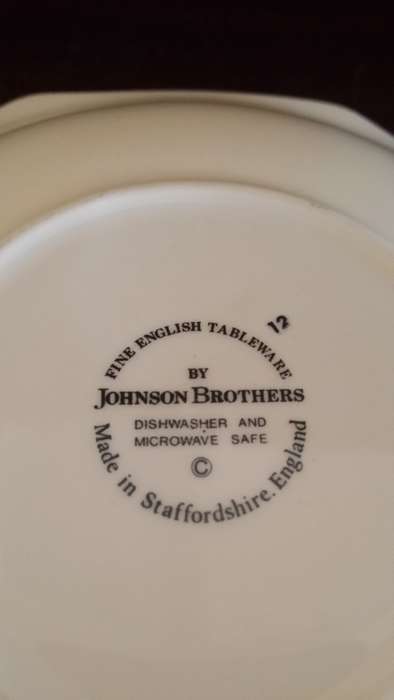 12
FINE ENGLISH TABLEWARE
BY
JOHNSON BROTHERS
DISHWASHER AND
MICROWAVE SAFE
©
Made in Staffordshire. England